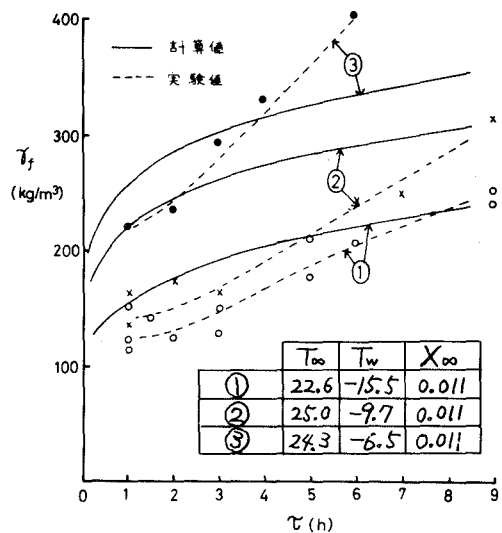 400
計算値
実験値
③
300
γf
(kg/m³)
②
200
①
100
T∞ Tw X∞
① 22.6 -15.5 0.011
② 25.0 -9.7 0.011
③ 24.3 -6.5 0.011
0 1 2 3 4 5 6 7 8 9
τ (h)